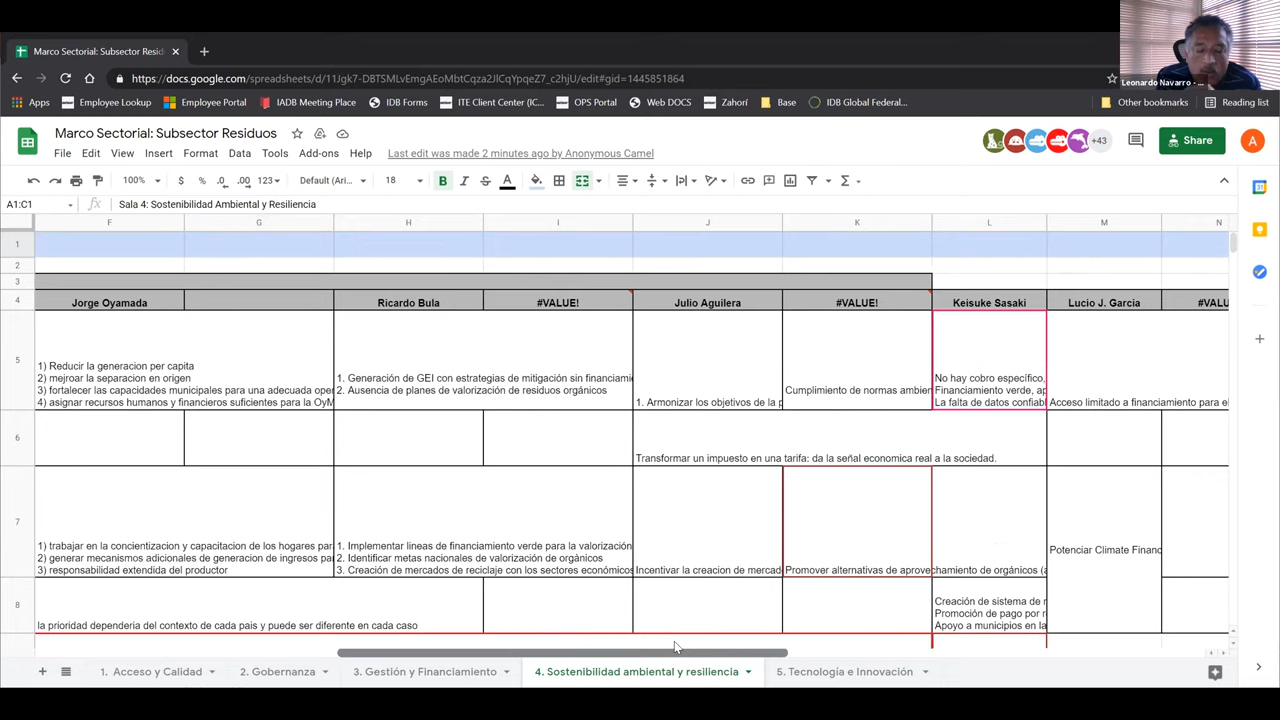 Marco Sectorial: Subsector Resid
https://docs.google.com/spreadsheets/d/
/edit#gid=1445851864
Leonardo Navarro -
Apps
Employee Lookup
Employee Portal
IADB Meeting Place
IDB Forms
ITE Client Center (IC...
OPS Portal
Web DOCS
Zahorí
Base
IDB Global Federal...
Other bookmarks
Reading list
Marco Sectorial: Subsector Residuos
+43
Share
A
File Edit View Insert Format Data Tools Add-ons Help
Last edit was made 2 minutes ago by Anonymous Camel
100% $ % .0 .00 123 Default (Ari... 18 B I S A
A1:C1 fx Sala 4: Sostenibilidad Ambiental y Resiliencia
F G H I J K L M N
1
2
3
4 Jorge Oyamada Ricardo Bula #VALUE! Julio Aguilera #VALUE! Keisuke Sasaki Lucio J. Garcia #VALU
5
1) Reducir la generacion per capita
2) mejroar la separacion en origen
3) fortalecer las capacidades municipales para una adecuada oper
4) asignar recursos humanos y financieros suficientes para la OyM
1. Generación de GEI con estrategias de mitigación sin financiamie
2. Ausencia de planes de valorización de residuos orgánicos
1. Armonizar los objetivos de la p
Cumplimiento de normas ambien
No hay cobro específico,
Financiamiento verde, ap
La falta de datos confiabl
Acceso limitado a financiamiento para el
6
Transformar un impuesto en una tarifa: da la señal economica real a la sociedad.
7
1) trabajar en la concientizacion y capacitacion de los hogares par
2) generar mecanismos adicionales de generacion de ingresos par
3) responsabilidad extendida del productor
1. Implementar lineas de financiamiento verde para la valorización
2. Identificar metas nacionales de valorización de orgànicos
3. Creación de mercados de reciclaje con los sectores económicos
Incentivar la creacion de mercad
Promover alternativas de aprovechamiento de orgánicos (a
Potenciar Climate Financ
8
la prioridad dependeria del contexto de cada pais y puede ser diferente en cada caso
Creación de sistema de r
Promoción de pago por r
Apoyo a municipios en la
1. Acceso y Calidad
2. Gobernanza
3. Gestión y Financiamiento
4. Sostenibilidad ambiental y resiliencia
5. Tecnología e Innovación